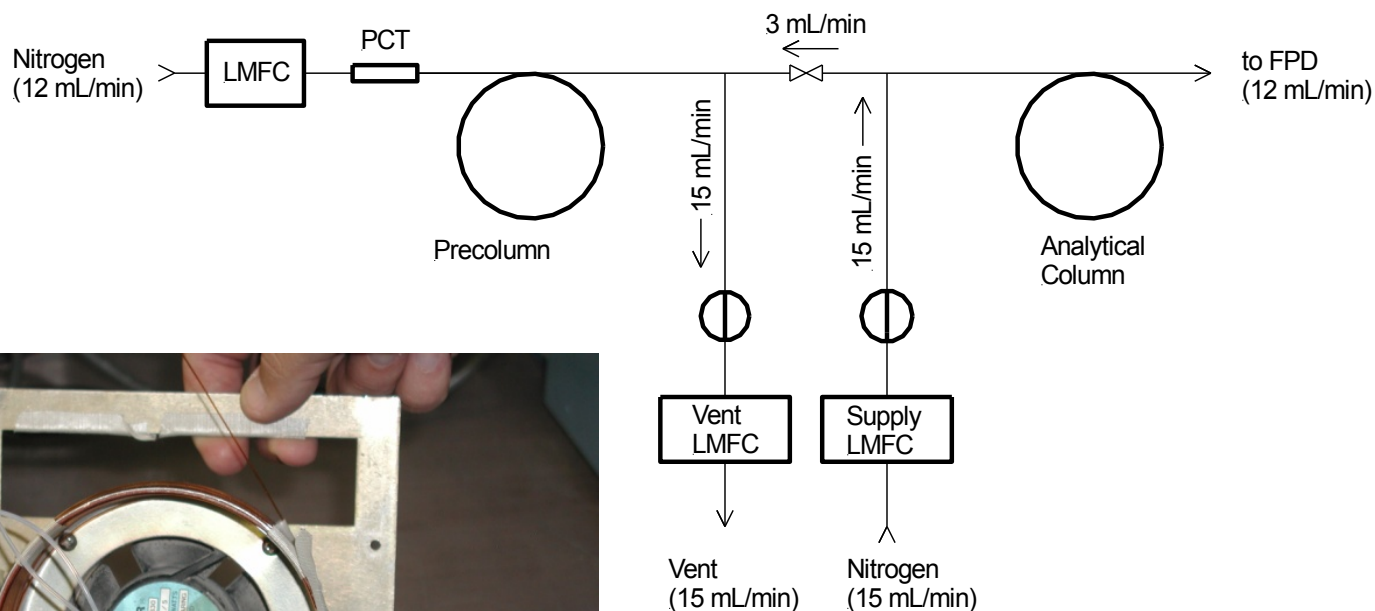 3 mL/min
PCT
Nitrogen
(12 mL/min)
LMFC
to FPD
(12 mL/min)
15 mL/min
15 mL/min
Precolumn
Analytical
Column
Vent
LMFC
Supply
LMFC
Vent
(15 mL/min)
Nitrogen
(15 mL/min)